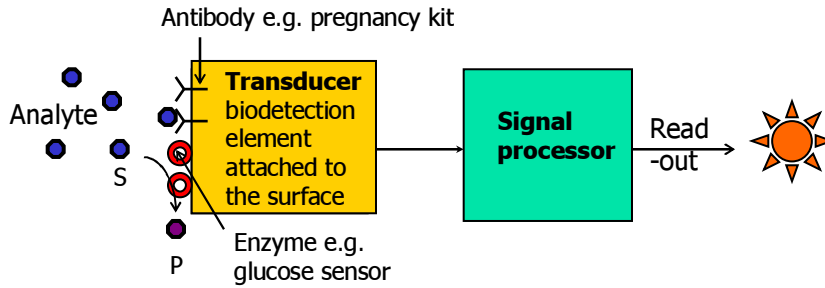 Antibody e.g. pregnancy kit
Analyte
S
P
Transducer
biodetection
element
attached to
the surface
Enzyme e.g.
glucose sensor
Signal
processor
Read
-out